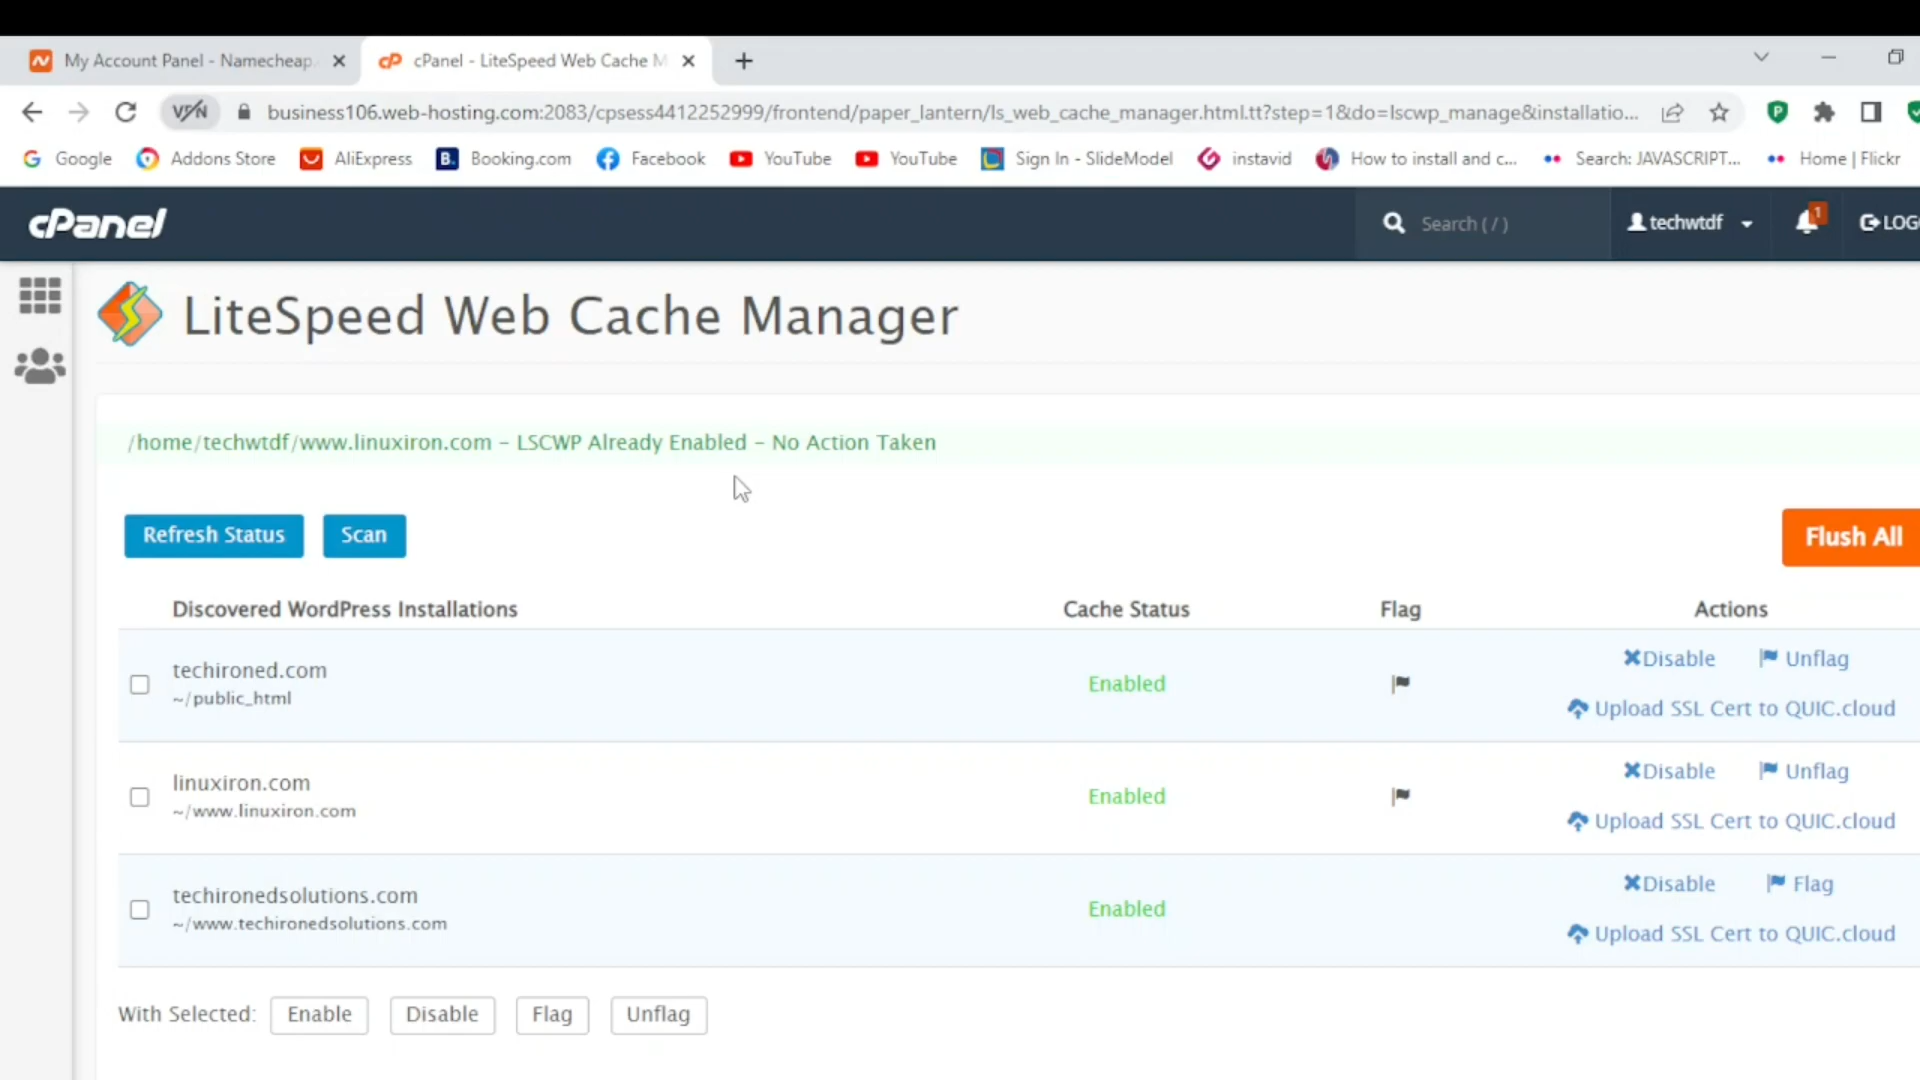 My Account Panel - Namecheap.
cP cPanel - LiteSpeed Web Cache M
VPN business106.web-hosting.com:2083/cpsess4412252999/frontend/paper_lantern/ls_web_cache_manager.html.tt?step=1&do=lscwp_manage&installatio...
Google Addons Store AliExpress B. Booking.com Facebook YouTube YouTube Sign In - SlideModel instavid How to install and c... Search: JAVASCRIPT... Home | Flickr
cPanel Search ( / ) techwtdf 1 LOG
LiteSpeed Web Cache Manager
/home/techwtdf/www.linuxiron.com – LSCWP Already Enabled – No Action Taken
Refresh Status Scan Flush All
Discovered WordPress Installations Cache Status Flag Actions
techironed.com
~/public_html
Enabled
Disable Unflag
Upload SSL Cert to QUIC.cloud
linuxiron.com
~/www.linuxiron.com
Enabled
Disable Unflag
Upload SSL Cert to QUIC.cloud
techironedsolutions.com
~/www.techironedsolutions.com
Enabled
Disable Flag
Upload SSL Cert to QUIC.cloud
With Selected: Enable Disable Flag Unflag